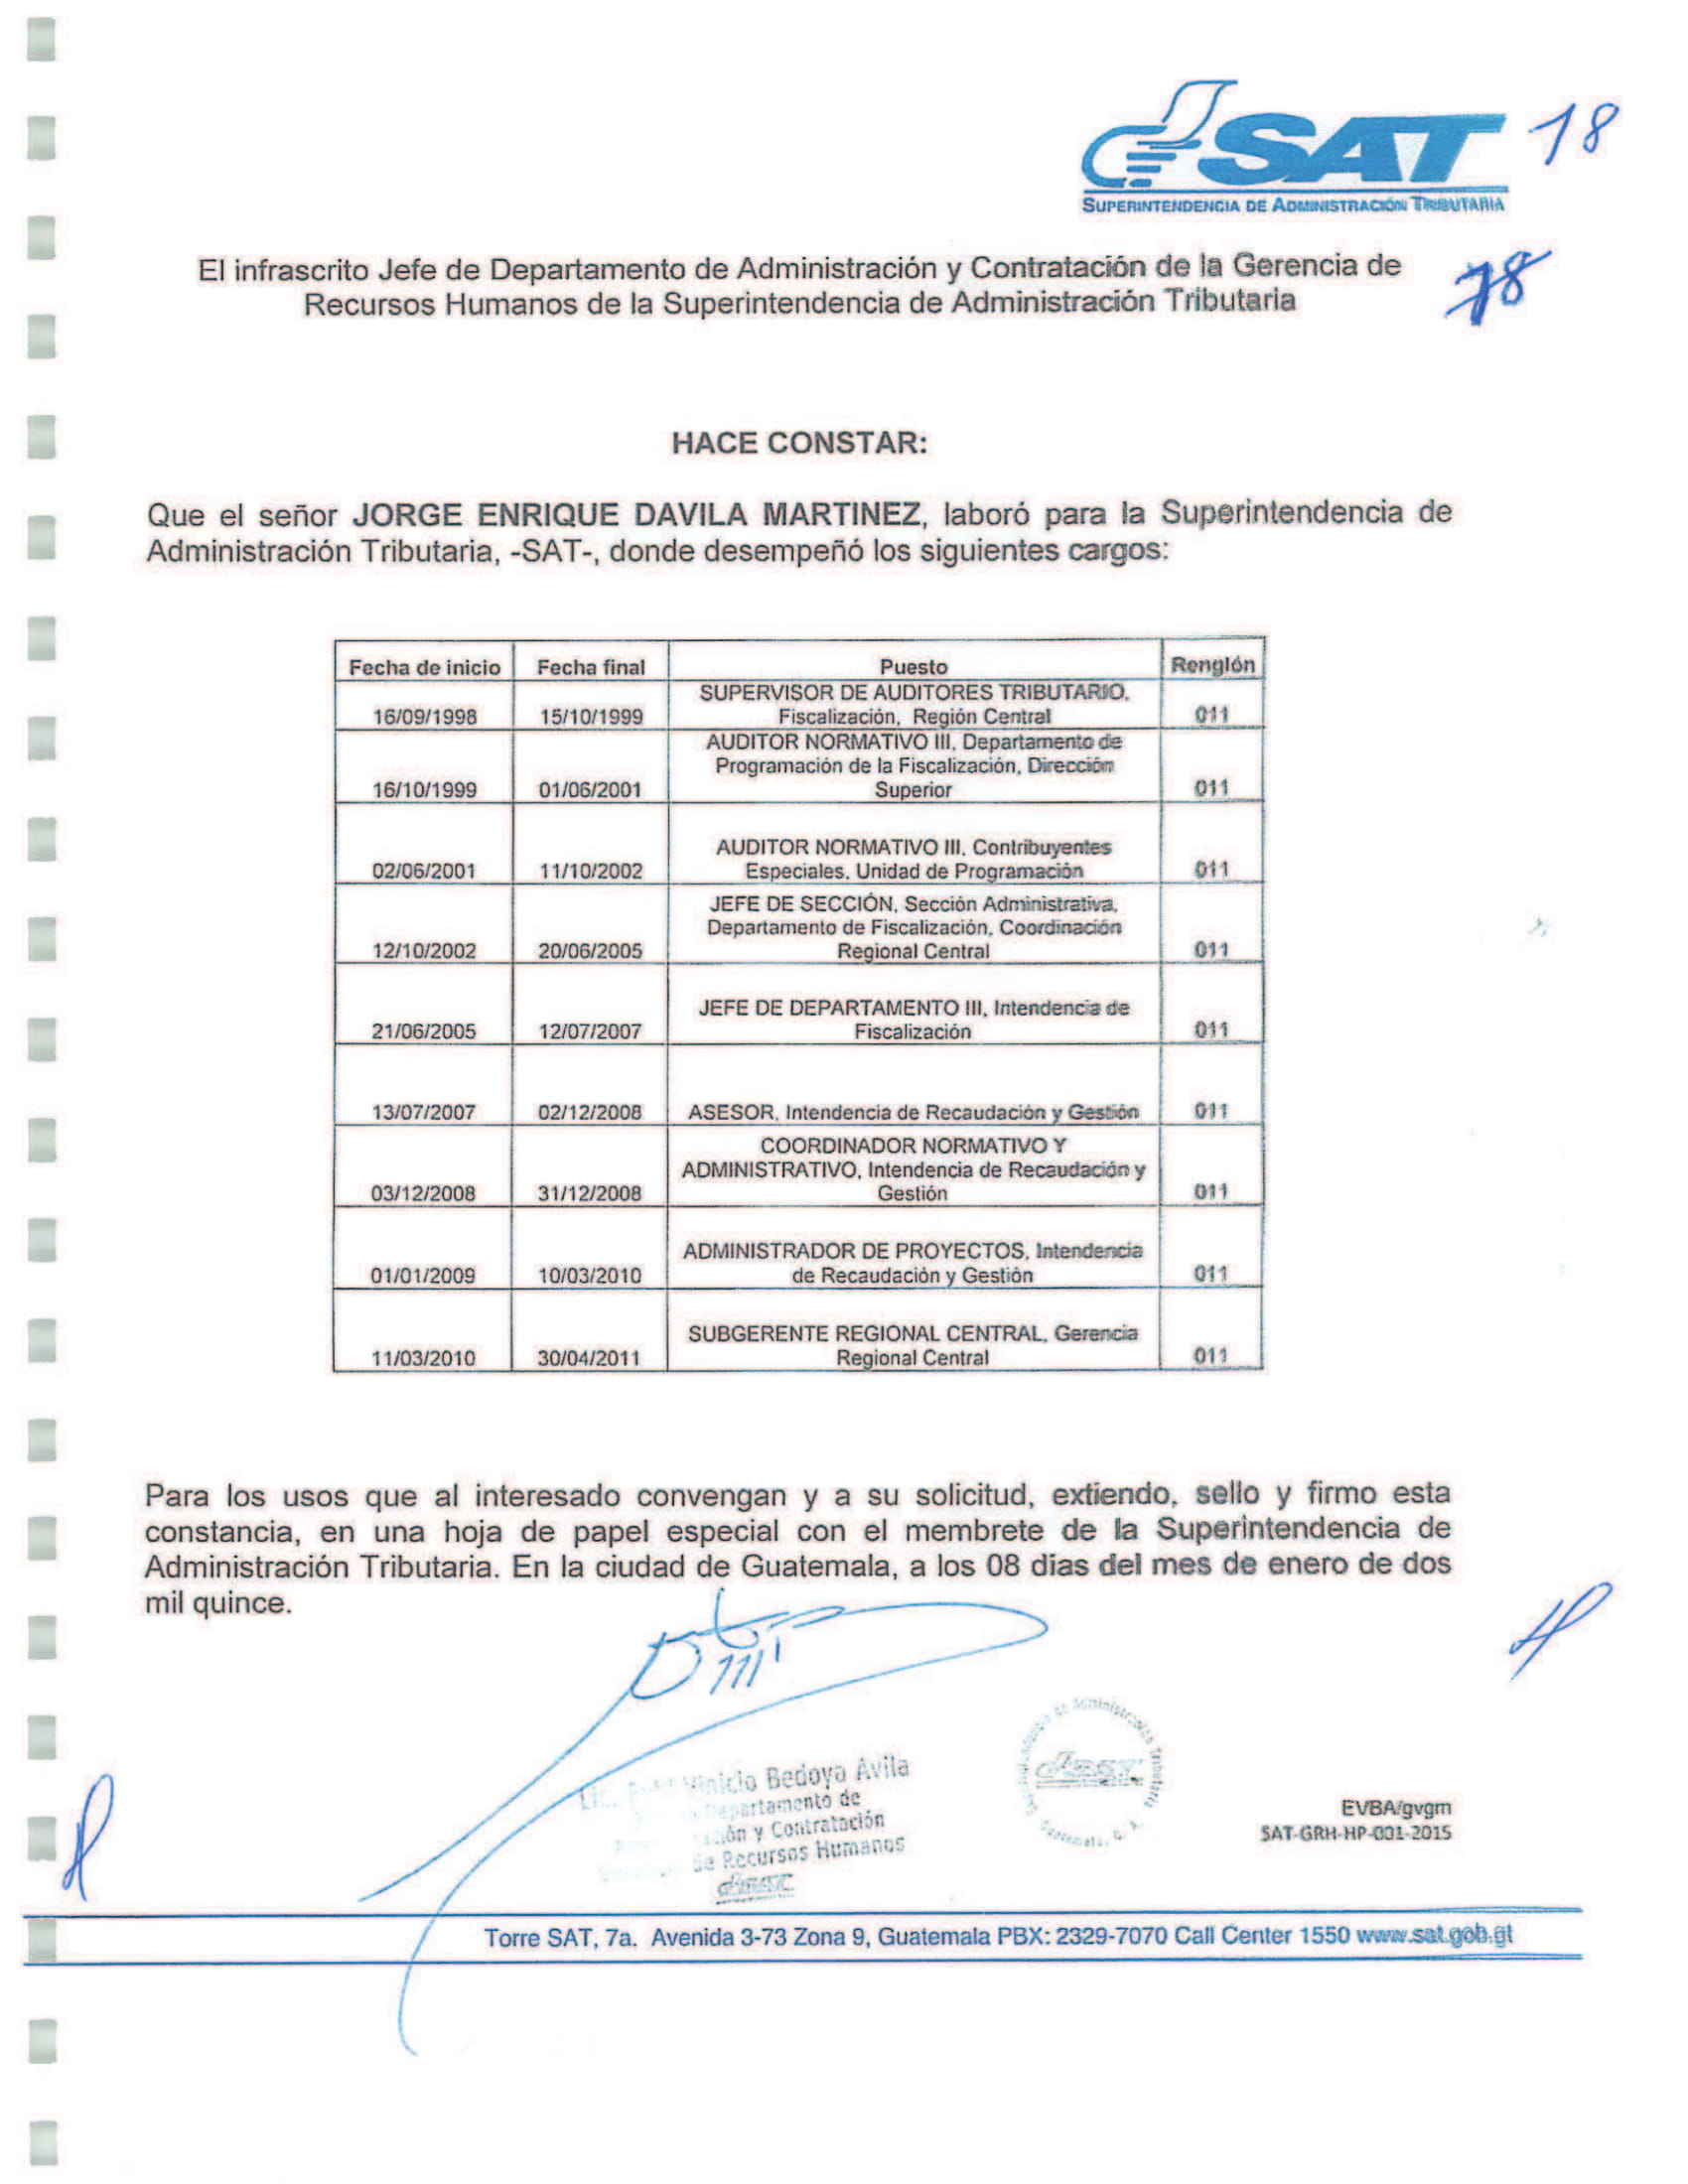 SAT
18
SUPERINTENDENCIA DE ADMINISTRACIÓN TRIBUTARIA
El infrascrito Jefe de Departamento de Administración y Contratación de la Gerencia de
Recursos Humanos de la Superintendencia de Administración Tributaria
78
HACE CONSTAR:
Que el señor JORGE ENRIQUE DAVILA MARTINEZ, laboró para la Superintendencia de
Administración Tributaria, -SAT-, donde desempeñó los siguientes cargos:
Fecha de inicio Fecha final Puesto Renglón
SUPERVISOR DE AUDITORES TRIBUTARIO,
16/09/1998 15/10/1999 Fiscalización, Región Central 011
AUDITOR NORMATIVO III, Departamento de
Programación de la Fiscalización, Dirección
16/10/1999 01/06/2001 Superior 011
AUDITOR NORMATIVO III, Contribuyentes
02/06/2001 11/10/2002 Especiales, Unidad de Programación 011
JEFE DE SECCIÓN, Sección Administrativa,
Departamento de Fiscalización, Coordinación
12/10/2002 20/06/2005 Regional Central 011
JEFE DE DEPARTAMENTO III, Intendencia de
21/06/2005 12/07/2007 Fiscalización 011
13/07/2007 02/12/2008 ASESOR, Intendencia de Recaudación y Gestión 011
COORDINADOR NORMATIVO Y
ADMINISTRATIVO, Intendencia de Recaudación y
03/12/2008 31/12/2008 Gestión 011
ADMINISTRADOR DE PROYECTOS, Intendencia
01/01/2009 10/03/2010 de Recaudación y Gestión 011
SUBGERENTE REGIONAL CENTRAL, Gerencia
11/03/2010 30/04/2011 Regional Central 011
Para los usos que al interesado convengan y a su solicitud, extiendo, sello y firmo esta
constancia, en una hoja de papel especial con el membrete de la Superintendencia de
Administración Tributaria. En la ciudad de Guatemala, a los 08 días del mes de enero de dos
mil quince.
Lic. Vinicio Bedoya Avila
Departamento de
y Contratación
de Recursos Humanos
SAT
de Administración Tributaria
SAT
Guatemala, C. A.
EVBA/gvgm
SAT-GRH-HP-001-2015
Torre SAT, 7a. Avenida 3-73 Zona 9, Guatemala PBX: 2329-7070 Call Center 1550 www.sat.gob.gt